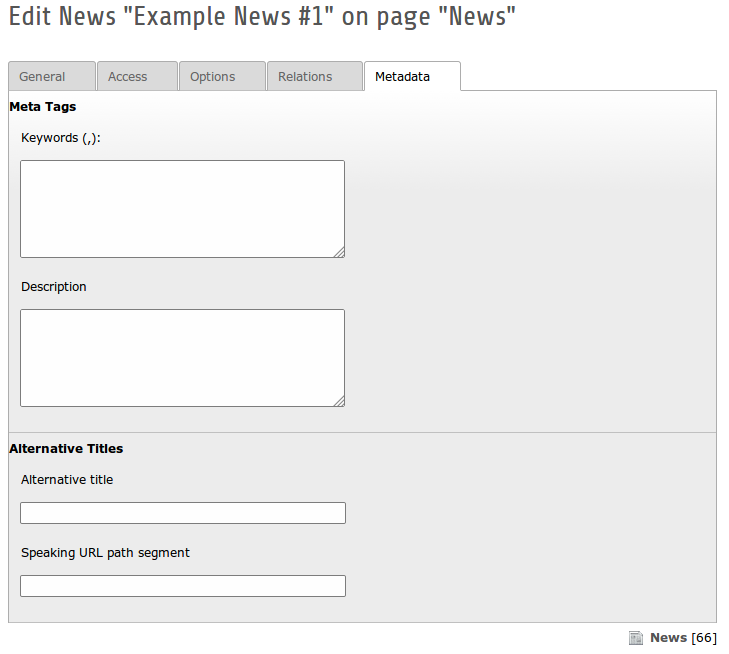 Edit News "Example News #1" on page "News"
General Access Options Relations Metadata
Meta Tags
Keywords (,):
Description
Alternative Titles
Alternative title
Speaking URL path segment
News [66]